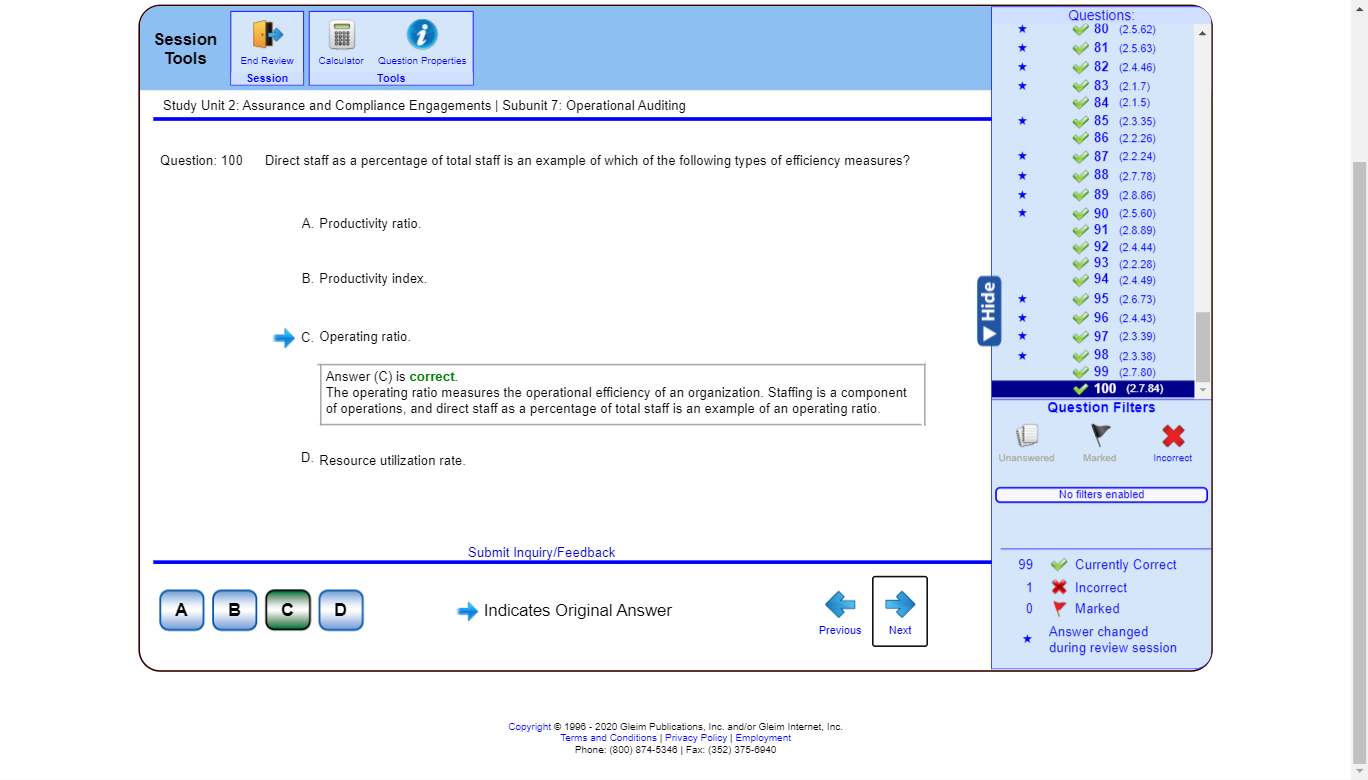 Session
Tools
End Review
Session
Calculator
Question Properties
Tools
Study Unit 2: Assurance and Compliance Engagements | Subunit 7: Operational Auditing
Question: 100 Direct staff as a percentage of total staff is an example of which of the following types of efficiency measures?
A. Productivity ratio.
B. Productivity index.
C. Operating ratio.
Answer (C) is correct.
The operating ratio measures the operational efficiency of an organization. Staffing is a component
of operations, and direct staff as a percentage of total staff is an example of an operating ratio.
D. Resource utilization rate.
Submit Inquiry/Feedback
A B C D
Indicates Original Answer
Previous
Next
Hide
Questions:
80 (2.5.62)
81 (2.5.63)
82 (2.4.46)
83 (2.1.7)
84 (2.1.5)
85 (2.3.35)
86 (2.2.26)
87 (2.2.24)
88 (2.7.78)
89 (2.8.86)
90 (2.5.60)
91 (2.8.89)
92 (2.4.44)
93 (2.2.28)
94 (2.4.49)
95 (2.6.73)
96 (2.4.43)
97 (2.3.39)
98 (2.3.38)
99 (2.7.80)
100 (2.7.84)
Question Filters
Unanswered
Marked
Incorrect
No filters enabled
99 Currently Correct
1 Incorrect
0 Marked
Answer changed
during review session
Copyright © 1996 - 2020 Gleim Publications, Inc. and/or Gleim Internet, Inc.
Terms and Conditions | Privacy Policy | Employment
Phone: (800) 874-5346 | Fax: (352) 375-6940